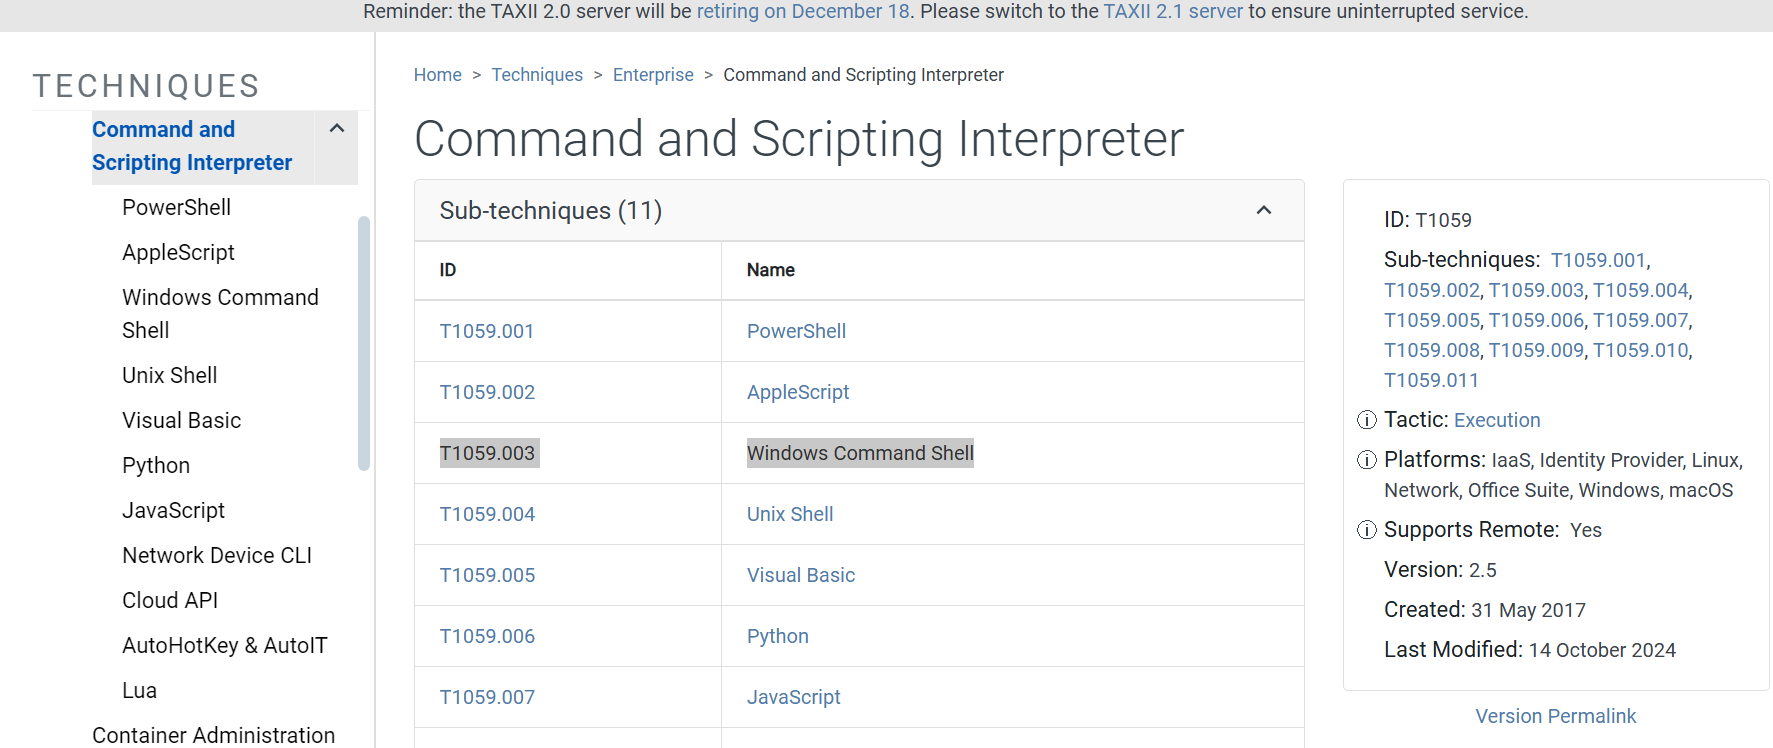 Reminder: the TAXII 2.0 server will be retiring on December 18. Please switch to the TAXII 2.1 server to ensure uninterrupted service.
TECHNIQUES
Command and
Scripting Interpreter
PowerShell
AppleScript
Windows Command
Shell
Unix Shell
Visual Basic
Python
JavaScript
Network Device CLI
Cloud API
AutoHotKey & AutoIT
Lua
Container Administration
Home > Techniques > Enterprise > Command and Scripting Interpreter
Command and Scripting Interpreter
Sub-techniques (11)
ID Name
T1059.001 PowerShell
T1059.002 AppleScript
T1059.003 Windows Command Shell
T1059.004 Unix Shell
T1059.005 Visual Basic
T1059.006 Python
T1059.007 JavaScript
ID: T1059
Sub-techniques: T1059.001,
T1059.002, T1059.003, T1059.004,
T1059.005, T1059.006, T1059.007,
T1059.008, T1059.009, T1059.010,
T1059.011
Tactic: Execution
Platforms: IaaS, Identity Provider, Linux,
Network, Office Suite, Windows, macOS
Supports Remote: Yes
Version: 2.5
Created: 31 May 2017
Last Modified: 14 October 2024
Version Permalink